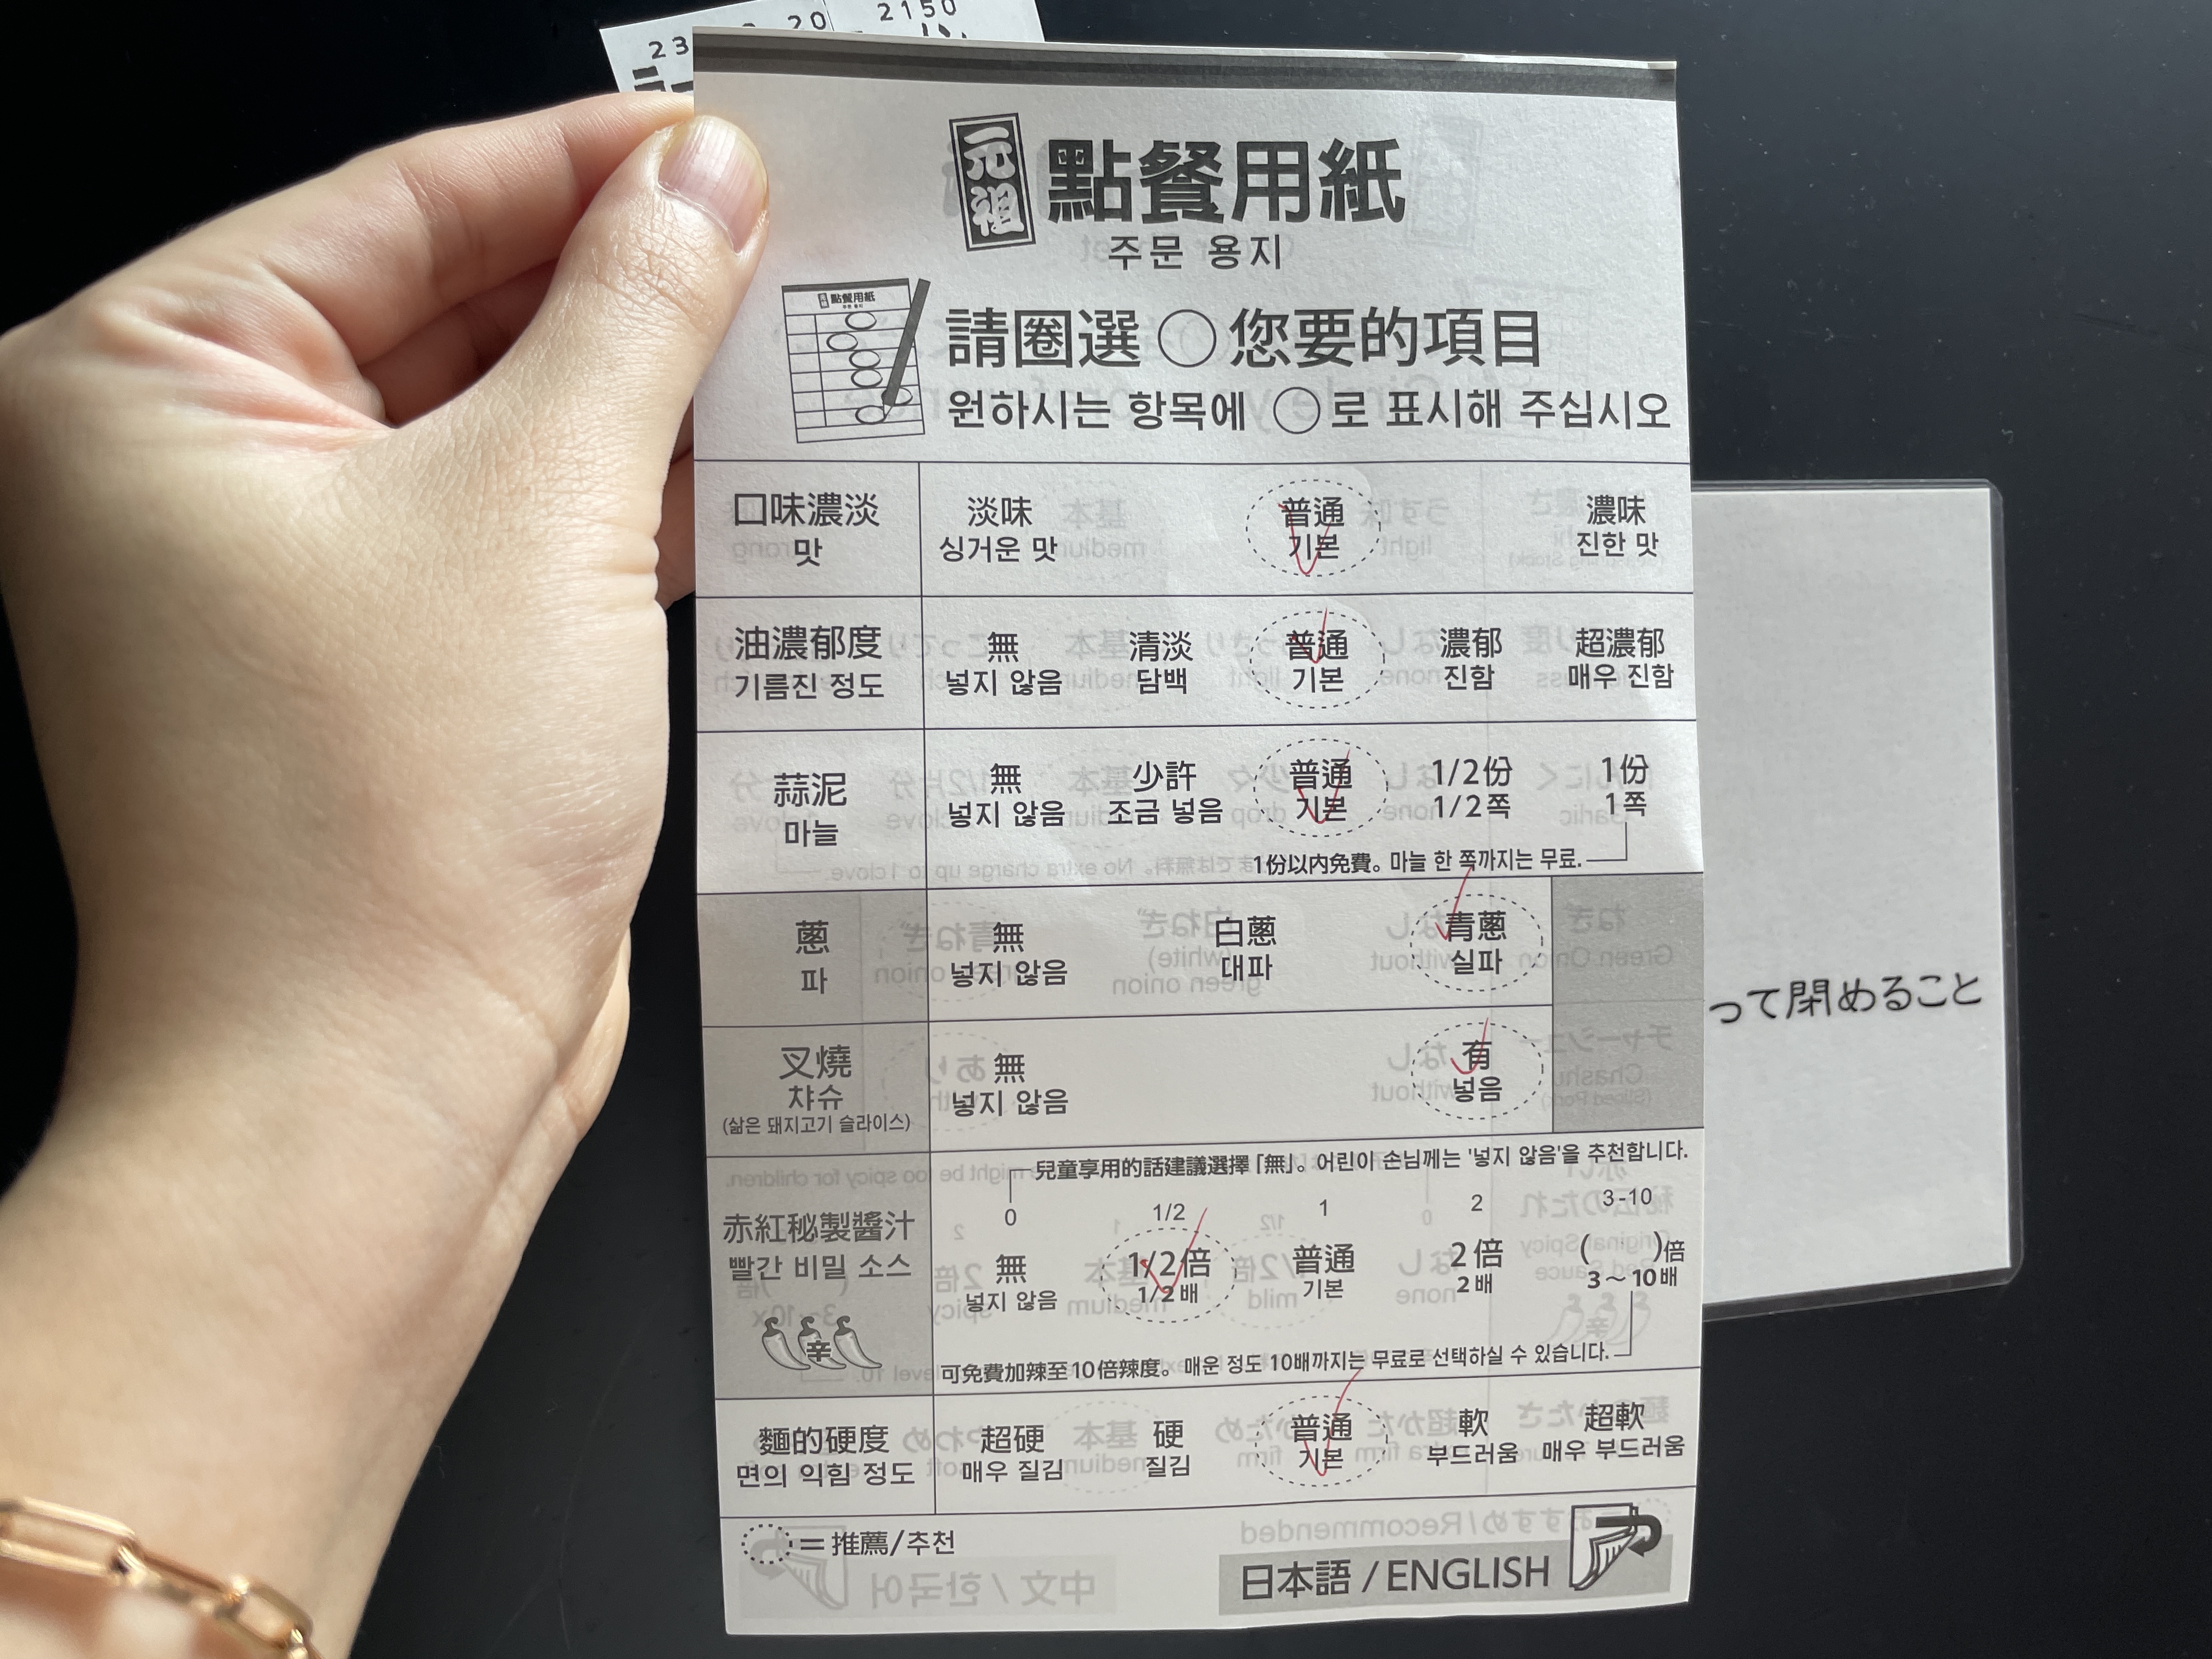 2150
元祖
點餐用紙
주문 용지
點餐用紙
請圈選 ○ 您要的項目
원하시는 항목에 ○로 표시해 주십시오
口味濃淡 淡味 普通 濃味
맛 싱거운 맛 기본 진한 맛
油濃郁度 無 清淡 普通 濃郁 超濃郁
기름진 정도 넣지 않음 담백 기본 진함 매우 진함
蒜泥 無 少許 普通 1/2份 1份
마늘 넣지 않음 조금 넣음 기본 1/2쪽 1쪽
1份以內免費。마늘 한 쪽까지는 무료.
蔥 無 白蔥 青蔥
파 넣지 않음 대파 실파
って閉めること
叉燒 無 有
챠슈 넣지 않음 넣음
(삶은 돼지고기 슬라이스)
兒童享用的話建議選擇「無」。어린이 손님께는 '넣지 않음'을 추천합니다.
0 1/2 1 2 3-10
赤紅秘製醬汁 無 1/2倍 普通 2倍 ( )倍
빨간 비밀 소스 넣지 않음 1/2배 기본 2배 3～10배
辛
可免費加辣至10倍辣度。매운 정도 10배까지는 무료로 선택하실 수 있습니다.
麵的硬度 超硬 硬 普通 軟 超軟
면의 익힘 정도 매우 질김 질김 기본 부드러움 매우 부드러움
= 推薦/추천
日本語 / ENGLISH